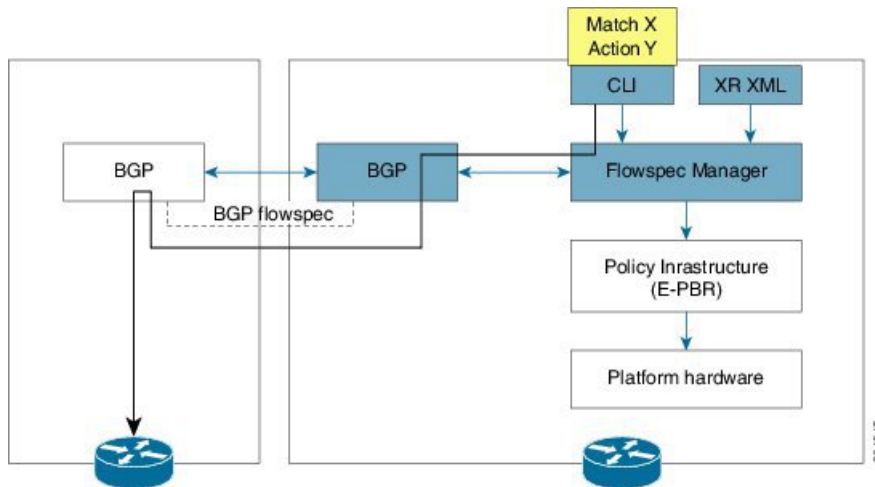 Match X
Action Y
CLI
XR XML
BGP
BGP
Flowspec Manager
BGP flowspec
Policy Inrastructure
(E-PBR)
Platform hardware